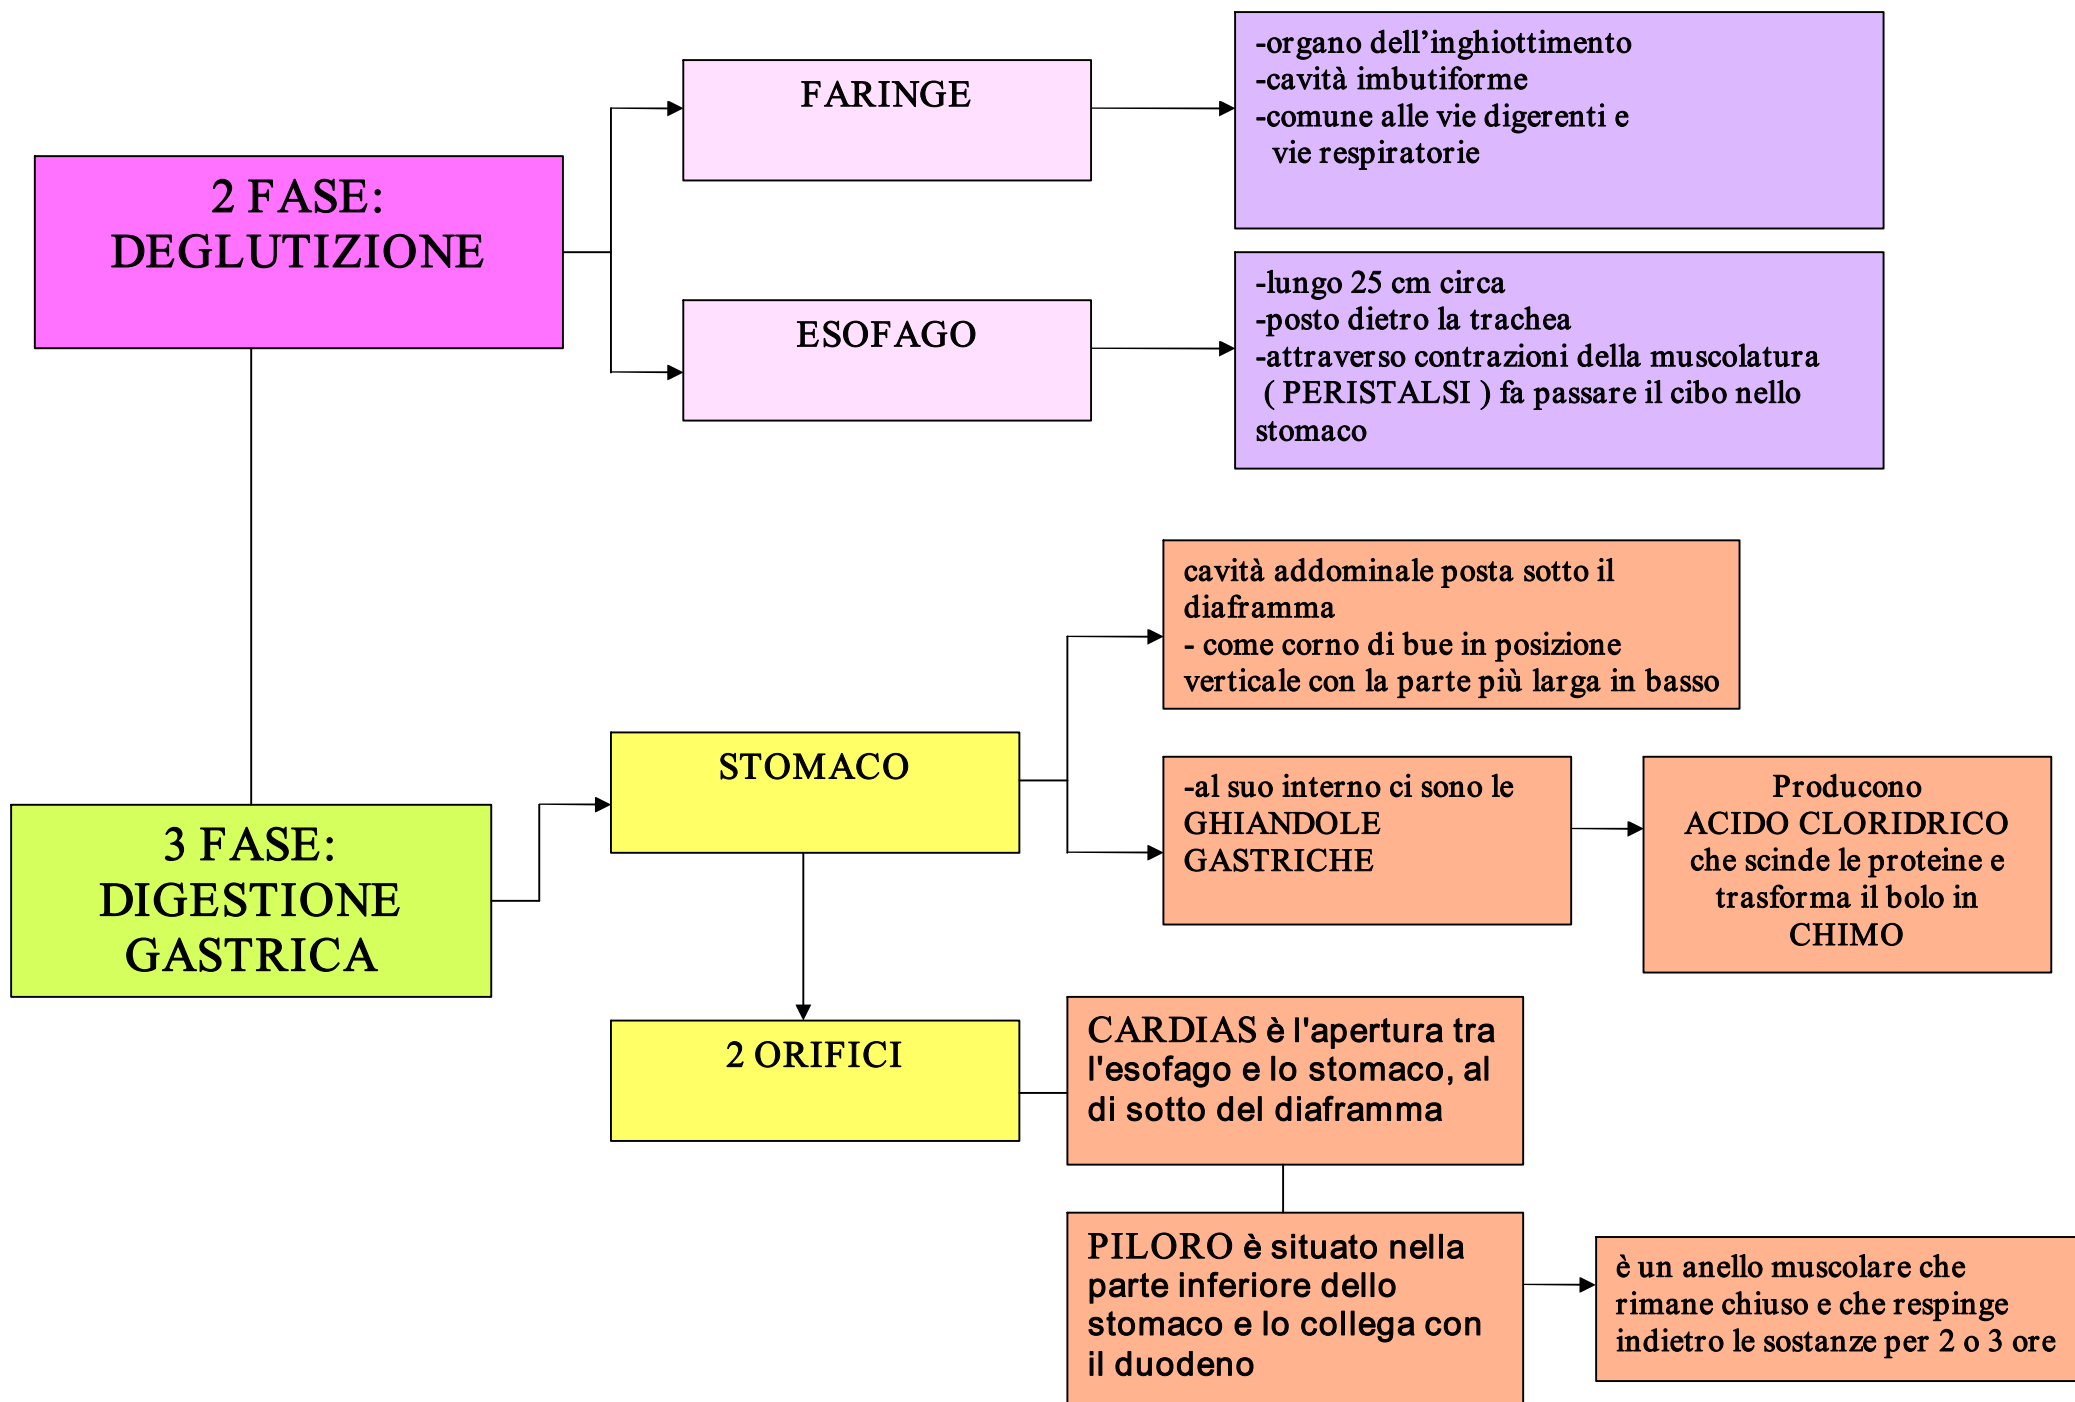 2 FASE:
DEGLUTIZIONE
FARINGE
-organo dell’inghiottimento
-cavità imbutiforme
-comune alle vie digerenti e
vie respiratorie
ESOFAGO
-lungo 25 cm circa
-posto dietro la trachea
-attraverso contrazioni della muscolatura
( PERISTALSI ) fa passare il cibo nello
stomaco
3 FASE:
DIGESTIONE
GASTRICA
STOMACO
cavità addominale posta sotto il
diaframma
- come corno di bue in posizione
verticale con la parte più larga in basso
-al suo interno ci sono le
GHIANDOLE
GASTRICHE
Producono
ACIDO CLORIDRICO
che scinde le proteine e
trasforma il bolo in
CHIMO
2 ORIFICI
CARDIAS è l'apertura tra
l'esofago e lo stomaco, al
di sotto del diaframma
PILORO è situato nella
parte inferiore dello
stomaco e lo collega con
il duodeno
è un anello muscolare che
rimane chiuso e che respinge
indietro le sostanze per 2 o 3 ore